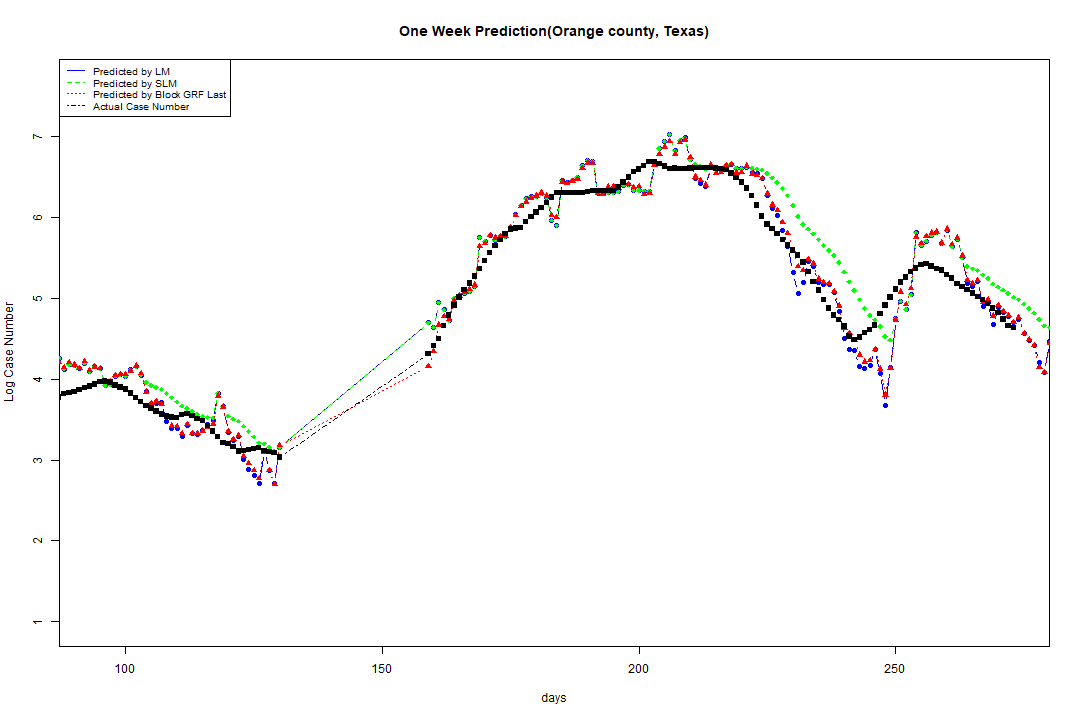 One Week Prediction(Orange county, Texas)
Predicted by LM
Predicted by SLM
Predicted by Block GRF Last
Actual Case Number
7
6
5
4
3
2
1
Log Case Number
100 150 200 250
days